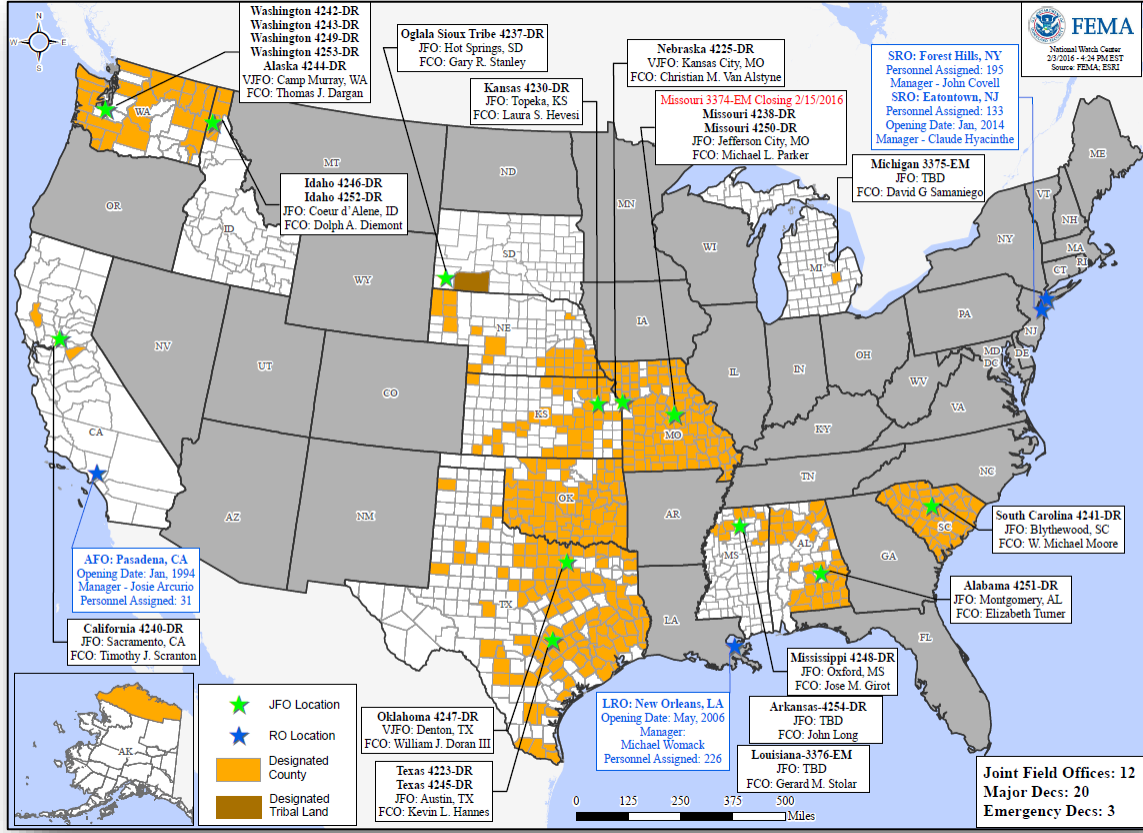 N
W
E
S
Washington 4242-DR
Washington 4243-DR
Washington 4249-DR
Washington 4253-DR
Alaska 4244-DR
VJFO: Camp Murray, WA
FCO: Thomas J. Dargan
Oglala Sioux Tribe 4237-DR
JFO: Hot Springs, SD
FCO: Gary R. Stanley
Kansas 4230-DR
JFO: Topeka, KS
FCO: Laura S. Hevesi
Nebraska 4225-DR
VJFO: Kansas City, MO
FCO: Christian M. Van Alstyne
Missouri 3374-EM Closing 2/15/2016
Missouri 4238-DR
Missouri 4250-DR
JFO: Jefferson City, MO
FCO: Michael L. Parker
SRO: Forest Hills, NY
Personnel Assigned: 195
Manager - John Covell
SRO: Eatontown, NJ
Personnel Assigned: 133
Opening Date: Jan, 2014
Manager - Claude Hyacinthe
FEMA
National Watch Center
2/3/2016 - 4:24 PM EST
Source: FEMA; ESRI
Michigan 3375-EM
JFO: TBD
FCO: David G Samaniego
Idaho 4246-DR
Idaho 4252-DR
JFO: Coeur d'Alene, ID
FCO: Dolph A. Diemont
WA
MT
ND
MN
ME
OR
ID
WY
SD
WI
MI
NY
VT
NH
MA
CT
RI
NV
UT
CO
NE
IA
IL
IN
OH
PA
NJ
MD
DC
DE
WV
VA
CA
KS
MO
KY
AZ
NM
OK
AR
TN
NC
TX
LA
MS
AL
GA
SC
FL
AK
South Carolina 4241-DR
JFO: Blythewood, SC
FCO: W. Michael Moore
Alabama 4251-DR
JFO: Montgomery, AL
FCO: Elizabeth Turner
AFO: Pasadena, CA
Opening Date: Jan, 1994
Manager - Josie Arcurio
Personnel Assigned: 31
California 4240-DR
JFO: Sacramento, CA
FCO: Timothy J. Scranton
Mississippi 4248-DR
JFO: Oxford, MS
FCO: Jose M. Girot
Arkansas-4254-DR
JFO: TBD
FCO: John Long
Louisiana-3376-EM
JFO: TBD
FCO: Gerard M. Stolar
LRO: New Orleans, LA
Opening Date: May, 2006
Manager:
Michael Womack
Personnel Assigned: 226
Oklahoma 4247-DR
VJFO: Denton, TX
FCO: William J. Doran III
Texas 4223-DR
Texas 4245-DR
JFO: Austin, TX
FCO: Kevin L. Hannes
JFO Location
RO Location
Designated
County
Designated
Tribal Land
0 125 250 375 500
Miles
Joint Field Offices: 12
Major Decs: 20
Emergency Decs: 3